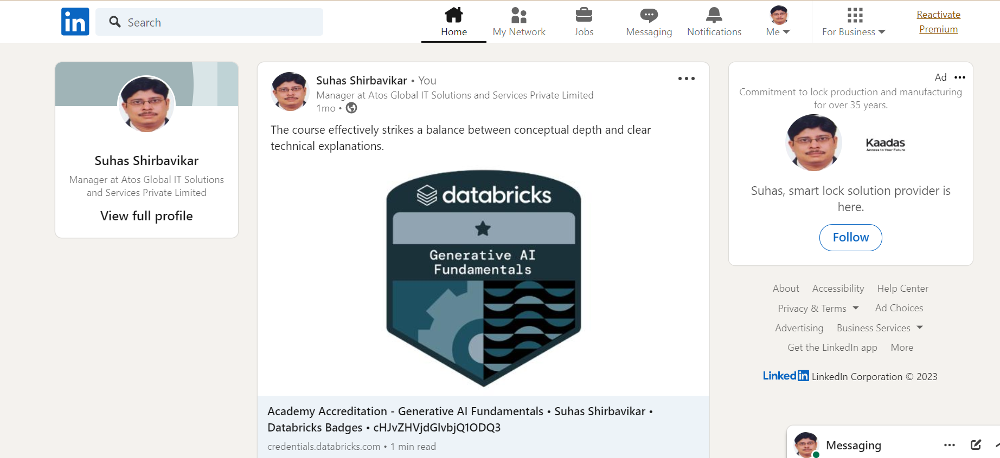 in
Search
Home
My Network
Jobs
Messaging
Notifications
Me
For Business
Reactivate
Premium
Suhas Shirbavikar
Manager at Atos Global IT Solutions
and Services Private Limited
View full profile
Suhas Shirbavikar • You
Manager at Atos Global IT Solutions and Services Private Limited
1mo •
The course effectively strikes a balance between conceptual depth and clear
technical explanations.
databricks
Generative AI
Fundamentals
Academy Accreditation - Generative AI Fundamentals • Suhas Shirbavikar •
Databricks Badges • cHJvZHVjdGlvbjQ1ODQ3
credentials.databricks.com • 1 min read
Ad
Commitment to lock production and manufacturing
for over 35 years.
Kaadas
Access to Your Future
Suhas, smart lock solution provider is
here.
Follow
About Accessibility Help Center
Privacy & Terms Ad Choices
Advertising Business Services
Get the LinkedIn app More
LinkedIn LinkedIn Corporation © 2023
Messaging